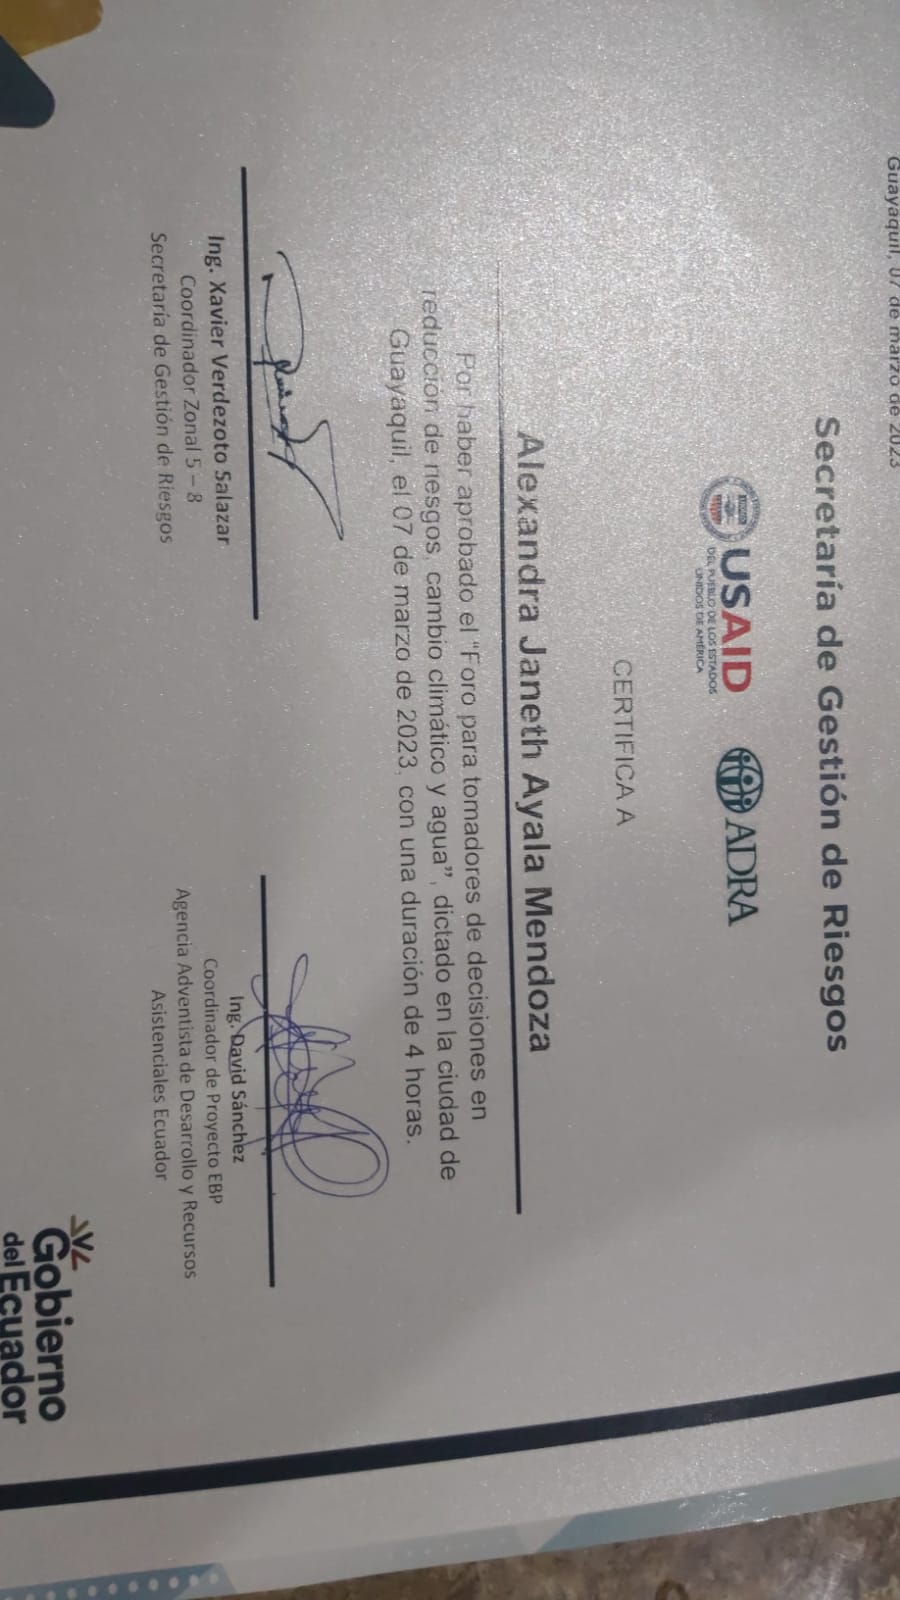 Guayaquil, 07 de marzo de 2023
Secretaría de Gestión de Riesgos
USAID
DEL PUEBLO DE LOS ESTADOS
UNIDOS DE AMÉRICA
ADRA
CERTIFICA A
Alexandra Janeth Ayala Mendoza
Por haber aprobado el “Foro para tomadores de decisiones en
reducción de riesgos, cambio climático y agua”, dictado en la ciudad de
Guayaquil, el 07 de marzo de 2023, con una duración de 4 horas.
Ing. Xavier Verdezoto Salazar
Coordinador Zonal 5 – 8
Secretaría de Gestión de Riesgos
Ing. David Sánchez
Coordinador de Proyecto EBP
Agencia Adventista de Desarrollo y Recursos
Asistenciales Ecuador
Gobierno
del Ecuador